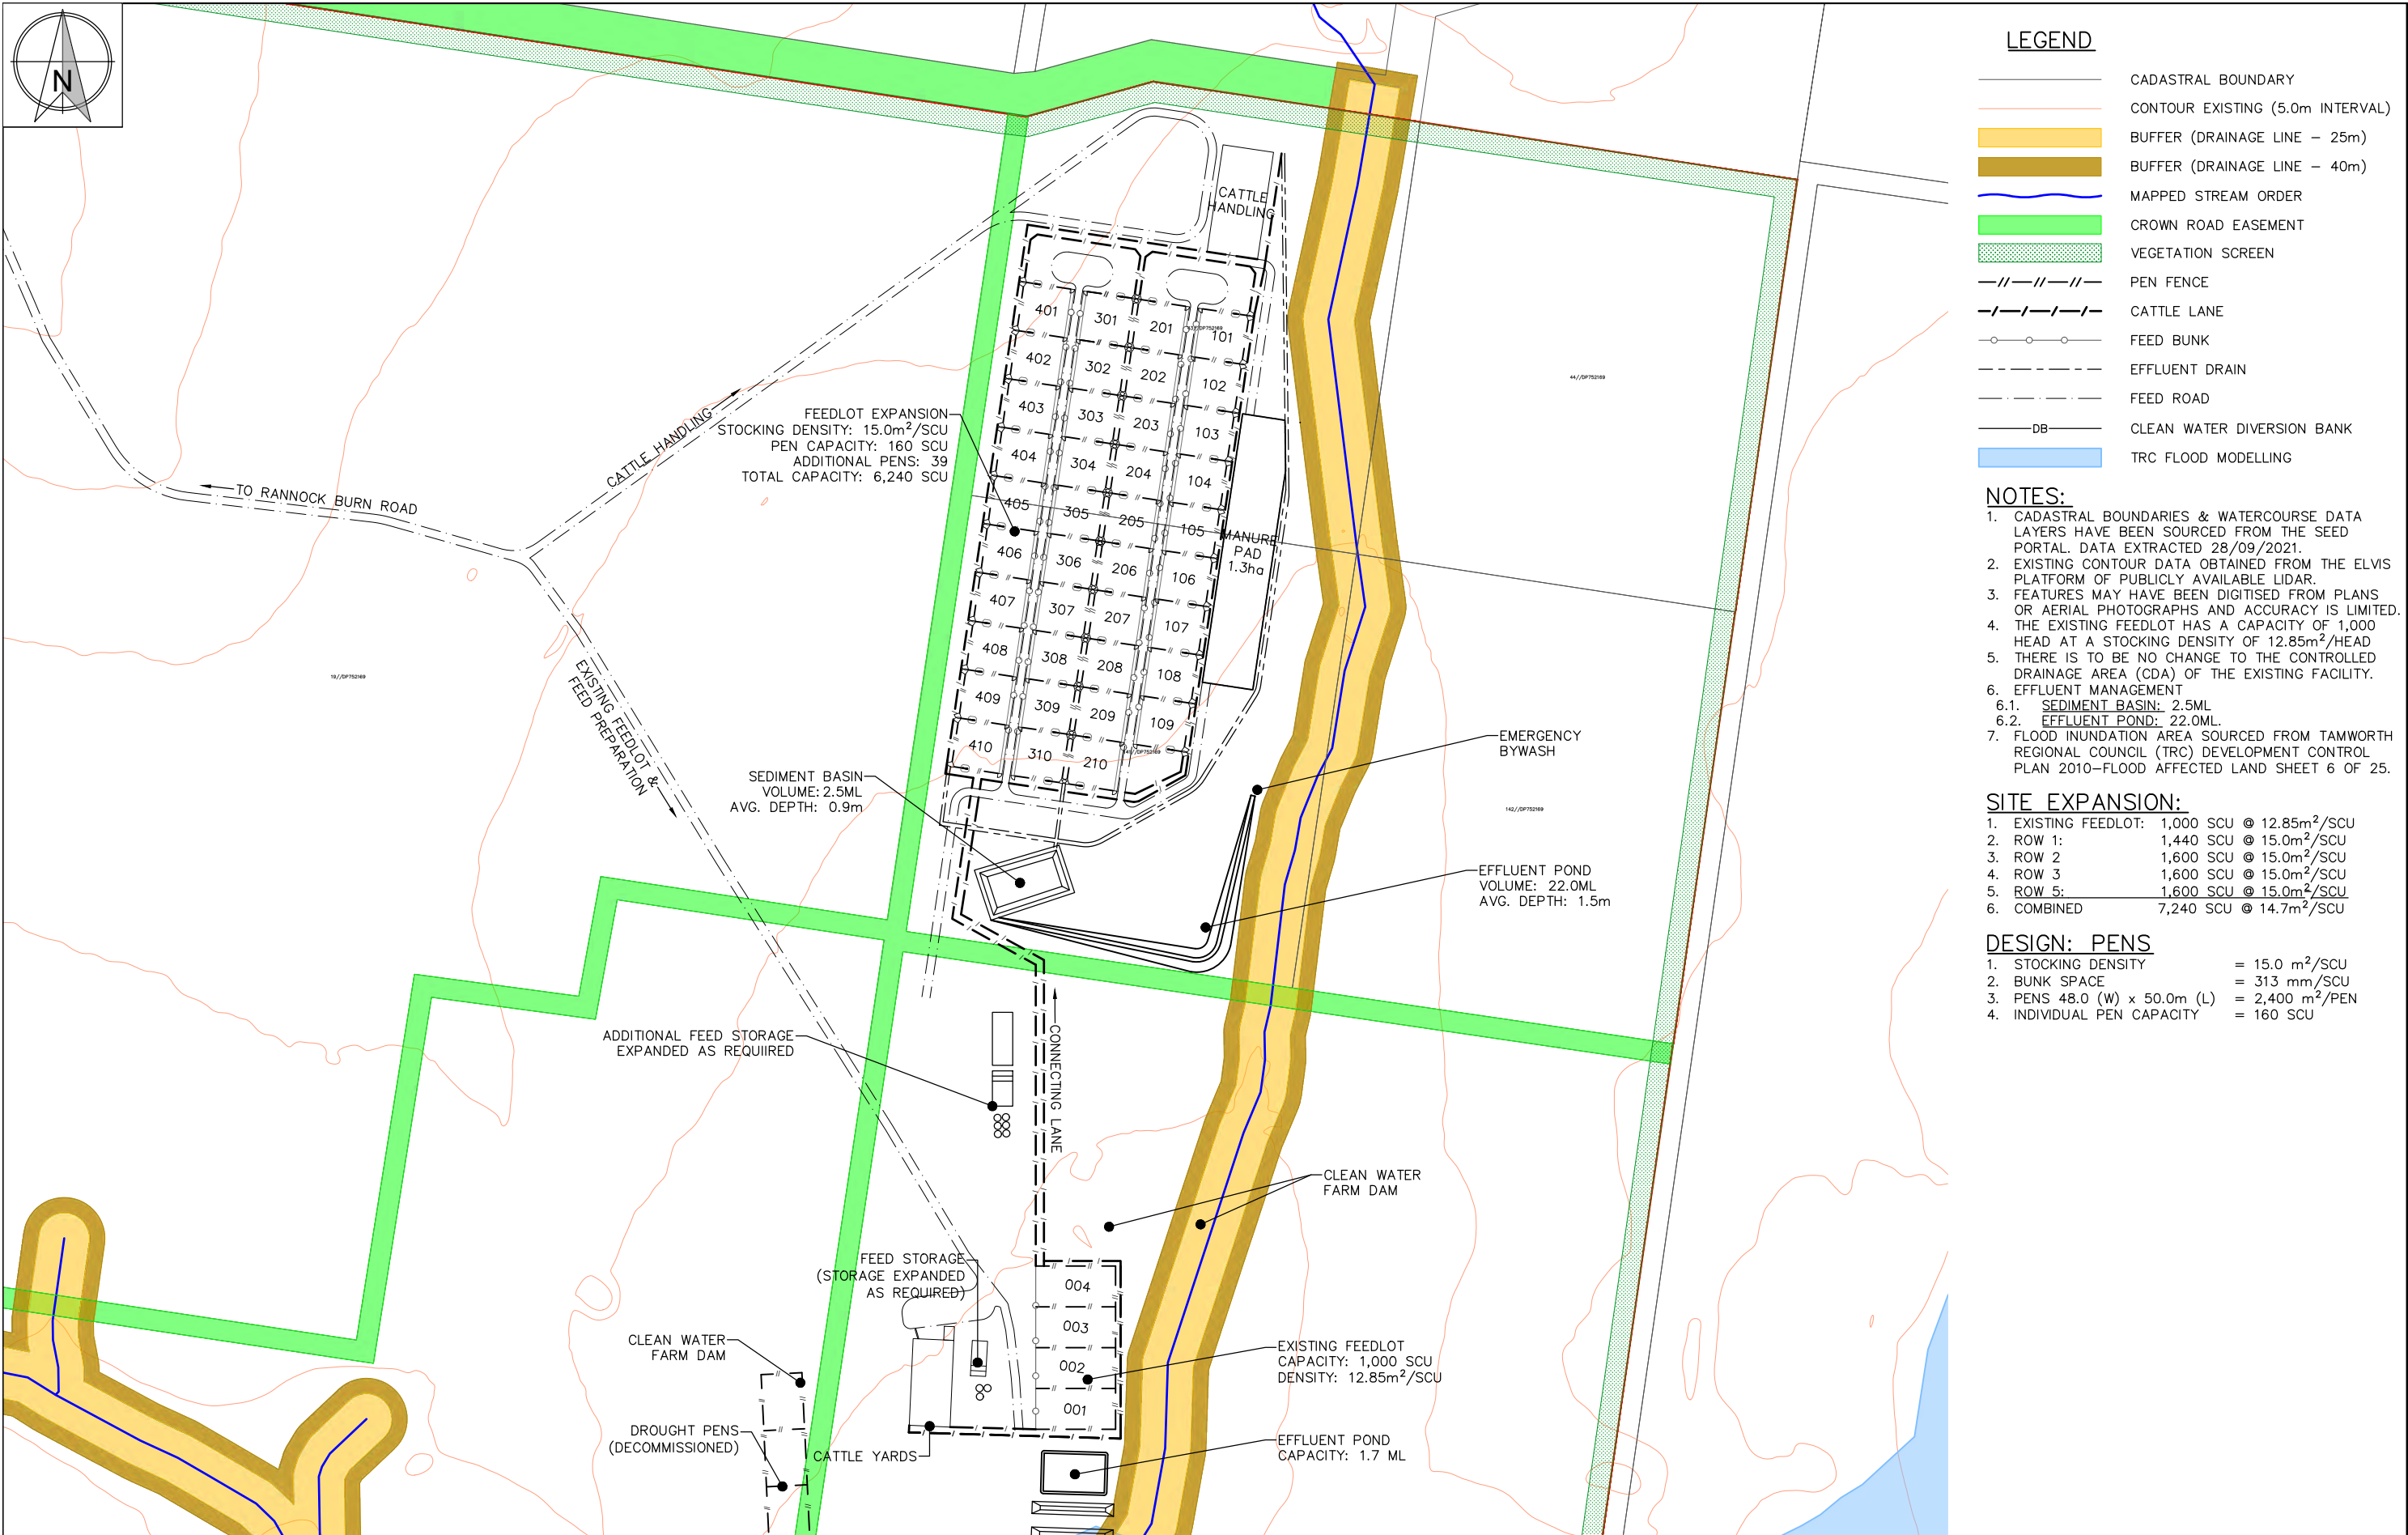 N
CATTLE
HANDLING
401
301
201
101
402
302
202
102
403
303
203
103
404
304
204
104
405
305
205
105
406
306
206
106
407
307
207
107
408
308
208
108
409
309
209
109
410
310
210
MANURE
PAD
1.3ha
44//DP752169
19//DP752169
142//DP752169
FEEDLOT EXPANSION
STOCKING DENSITY: 15.0m²/SCU
PEN CAPACITY: 160 SCU
ADDITIONAL PENS: 39
TOTAL CAPACITY: 6,240 SCU
CATTLE HANDLING
TO RANNOCK BURN ROAD
EXISTING FEEDLOT &
FEED PREPARATION
SEDIMENT BASIN
VOLUME: 2.5ML
AVG. DEPTH: 0.9m
EMERGENCY
BYWASH
EFFLUENT POND
VOLUME: 22.0ML
AVG. DEPTH: 1.5m
ADDITIONAL FEED STORAGE
EXPANDED AS REQUIIRED
CONNECTING LANE
CLEAN WATER
FARM DAM
FEED STORAGE
(STORAGE EXPANDED
AS REQUIRED)
004
003
002
001
CLEAN WATER
FARM DAM
EXISTING FEEDLOT
CAPACITY: 1,000 SCU
DENSITY: 12.85m²/SCU
DROUGHT PENS
(DECOMMISSIONED)
CATTLE YARDS
EFFLUENT POND
CAPACITY: 1.7 ML
LEGEND
CADASTRAL BOUNDARY
CONTOUR EXISTING (5.0m INTERVAL)
BUFFER (DRAINAGE LINE - 25m)
BUFFER (DRAINAGE LINE - 40m)
MAPPED STREAM ORDER
CROWN ROAD EASEMENT
VEGETATION SCREEN
PEN FENCE
CATTLE LANE
FEED BUNK
EFFLUENT DRAIN
FEED ROAD
DB CLEAN WATER DIVERSION BANK
TRC FLOOD MODELLING
NOTES:
1. CADASTRAL BOUNDARIES & WATERCOURSE DATA
LAYERS HAVE BEEN SOURCED FROM THE SEED
PORTAL. DATA EXTRACTED 28/09/2021.
2. EXISTING CONTOUR DATA OBTAINED FROM THE ELVIS
PLATFORM OF PUBLICLY AVAILABLE LIDAR.
3. FEATURES MAY HAVE BEEN DIGITISED FROM PLANS
OR AERIAL PHOTOGRAPHS AND ACCURACY IS LIMITED.
4. THE EXISTING FEEDLOT HAS A CAPACITY OF 1,000
HEAD AT A STOCKING DENSITY OF 12.85m²/HEAD
5. THERE IS TO BE NO CHANGE TO THE CONTROLLED
DRAINAGE AREA (CDA) OF THE EXISTING FACILITY.
6. EFFLUENT MANAGEMENT
6.1. SEDIMENT BASIN: 2.5ML
6.2. EFFLUENT POND: 22.0ML.
7. FLOOD INUNDATION AREA SOURCED FROM TAMWORTH
REGIONAL COUNCIL (TRC) DEVELOPMENT CONTROL
PLAN 2010-FLOOD AFFECTED LAND SHEET 6 OF 25.
SITE EXPANSION:
1. EXISTING FEEDLOT: 1,000 SCU @ 12.85m²/SCU
2. ROW 1: 1,440 SCU @ 15.0m²/SCU
3. ROW 2 1,600 SCU @ 15.0m²/SCU
4. ROW 3 1,600 SCU @ 15.0m²/SCU
5. ROW 5: 1,600 SCU @ 15.0m²/SCU
6. COMBINED 7,240 SCU @ 14.7m²/SCU
DESIGN: PENS
1. STOCKING DENSITY = 15.0 m²/SCU
2. BUNK SPACE = 313 mm/SCU
3. PENS 48.0 (W) x 50.0m (L) = 2,400 m²/PEN
4. INDIVIDUAL PEN CAPACITY = 160 SCU